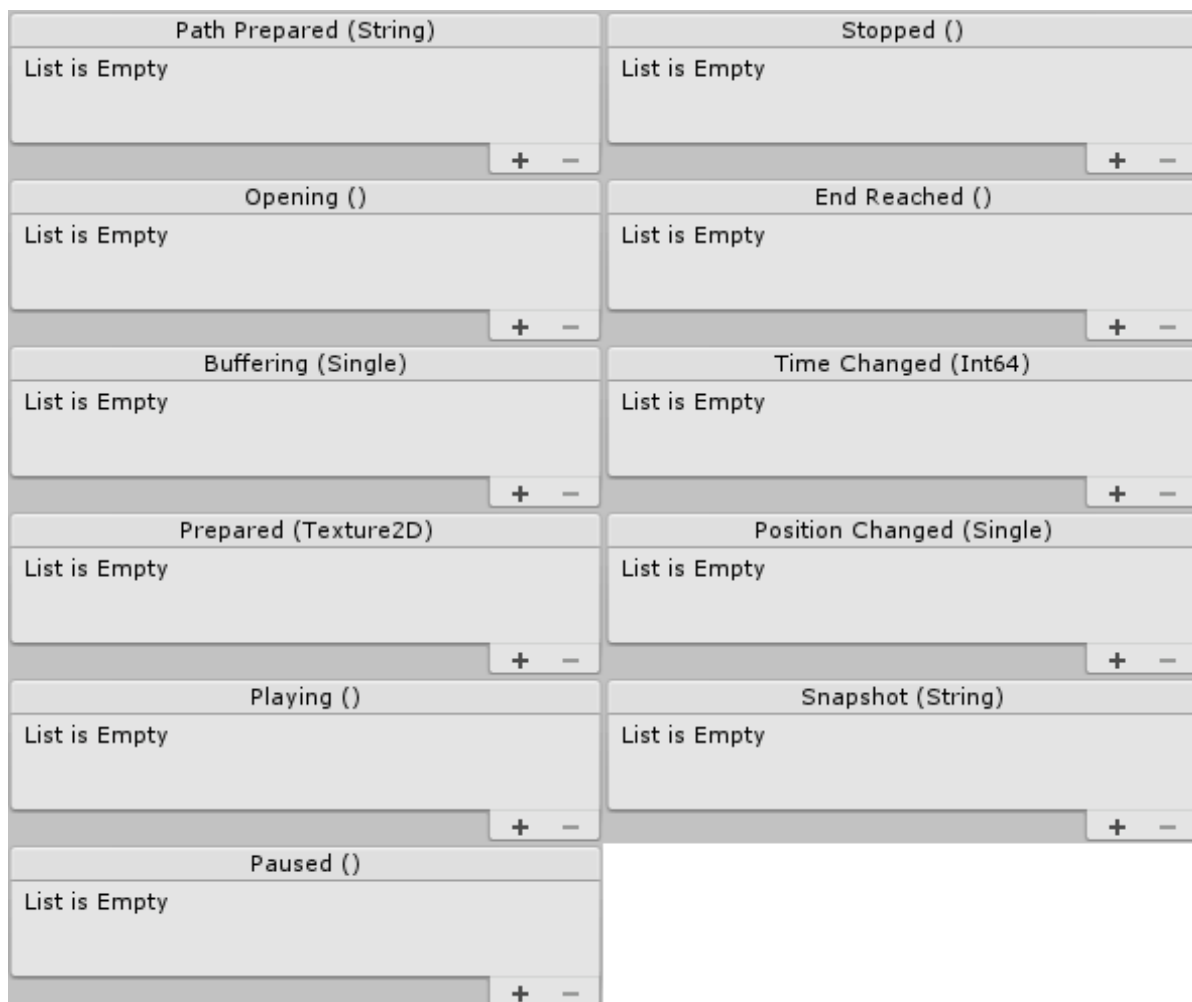 Path Prepared (String)
List is Empty
+ −
Opening ()
List is Empty
+ −
Buffering (Single)
List is Empty
+ −
Prepared (Texture2D)
List is Empty
+ −
Playing ()
List is Empty
+ −
Paused ()
List is Empty
+ −
Stopped ()
List is Empty
+ −
End Reached ()
List is Empty
+ −
Time Changed (Int64)
List is Empty
+ −
Position Changed (Single)
List is Empty
+ −
Snapshot (String)
List is Empty
+ −